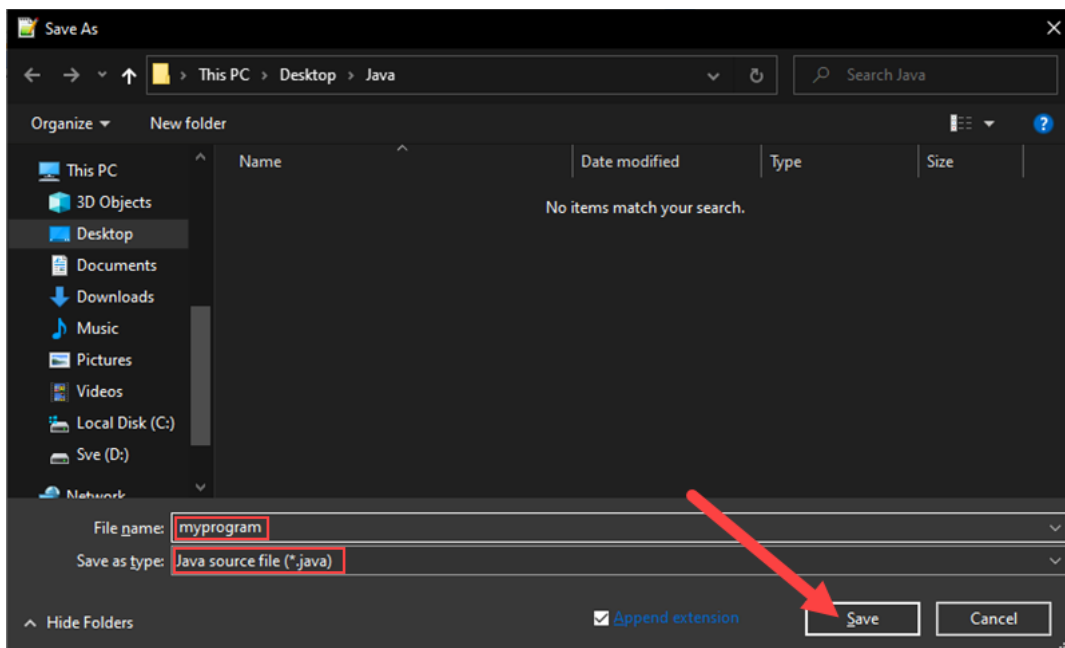 Save As
This PC > Desktop > Java
Search Java
Organize
New folder
Name
Date modified
Type
Size
No items match your search.
This PC
3D Objects
Desktop
Documents
Downloads
Music
Pictures
Videos
Local Disk (C:)
Sve (D:)
Network
File name: myprogram
Save as type: Java source file (*.java)
Hide Folders
Append extension
Save
Cancel